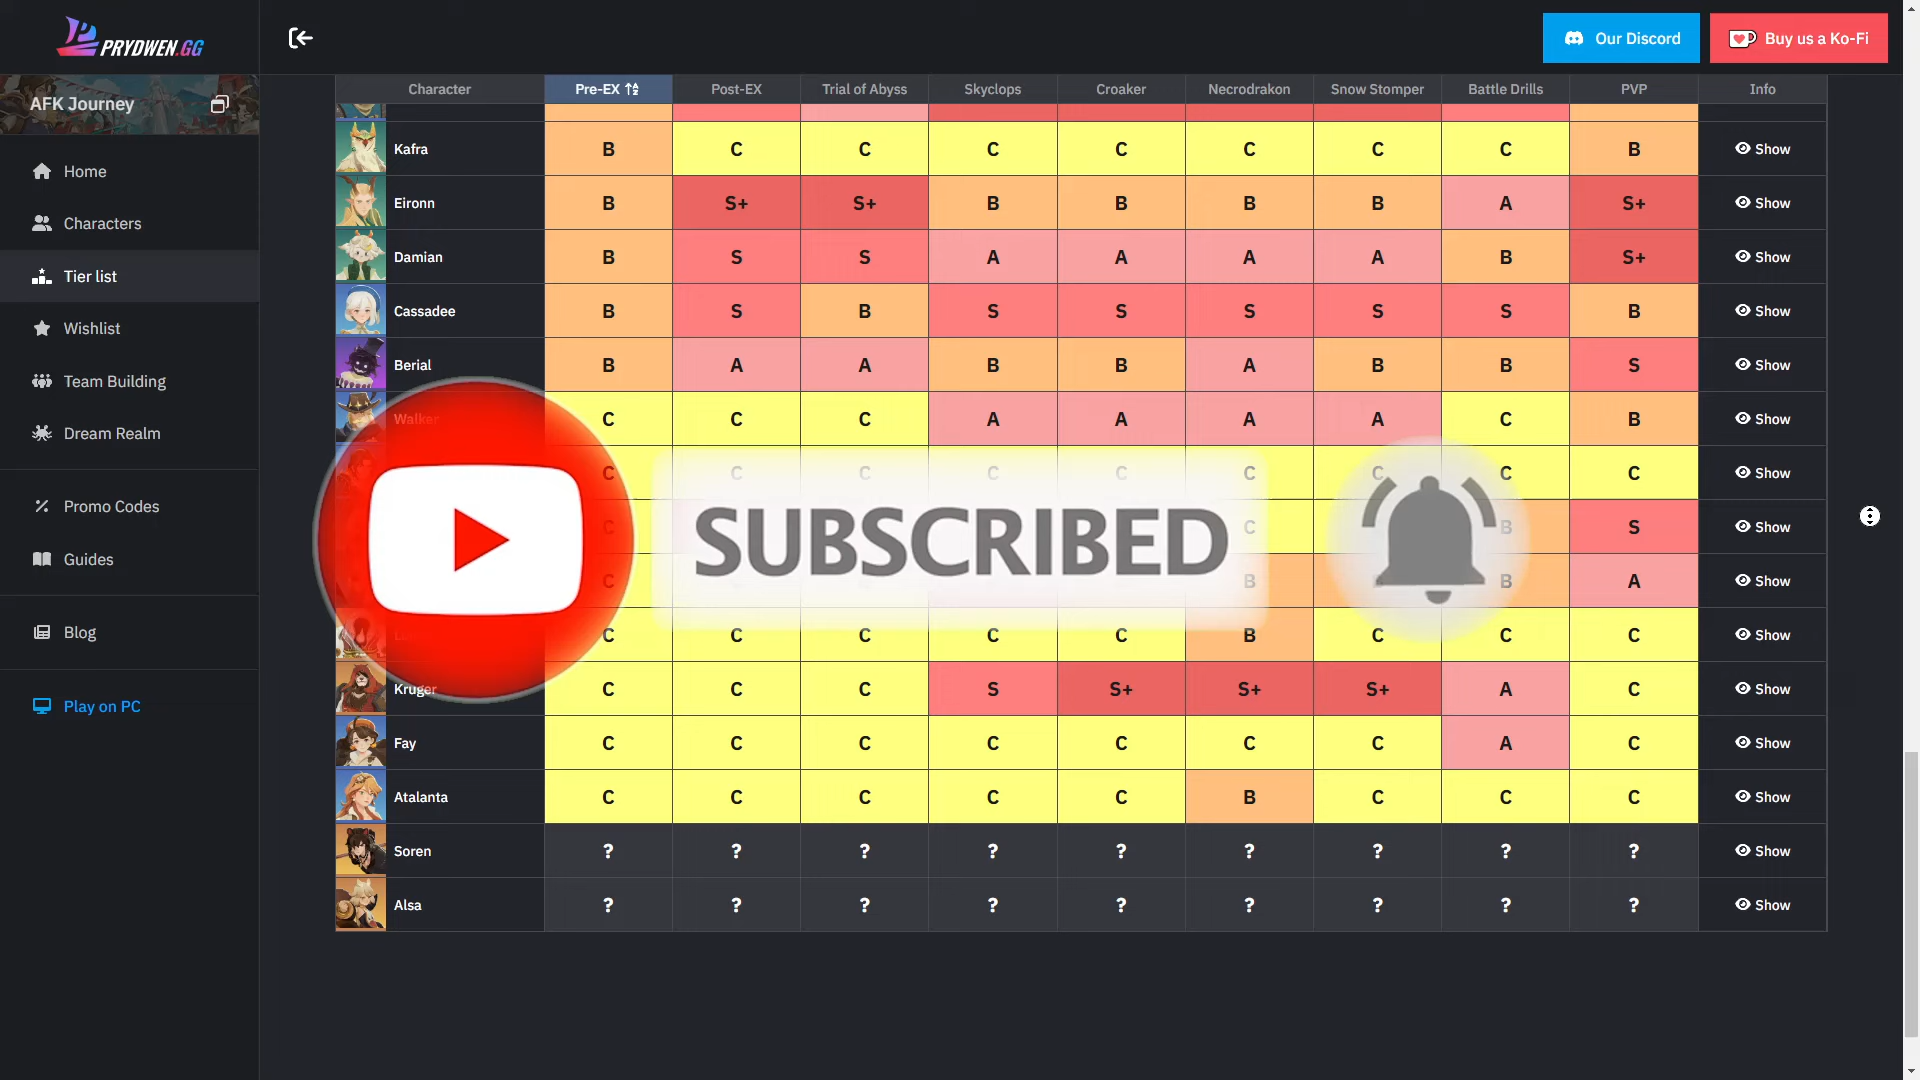 PRYDWEN.GG
Our Discord
Buy us a Ko-Fi
AFK Journey
Home
Characters
Tier list
Wishlist
Team Building
Dream Realm
Promo Codes
Guides
Blog
Play on PC
Character Pre-EX Post-EX Trial of Abyss Skyclops Croaker Necrodrakon Snow Stomper Battle Drills PVP Info
Kafra B C C C C C C C B Show
Eironn B S+ S+ B B B B A S+ Show
Damian B S S A A A A B S+ Show
Cassadee B S B S S S S S B Show
Berial B A A B B A B B S Show
Walker C C C A A A A C B Show
C C C C C C C C C Show
C C B S Show
C B B A Show
C C C C C B C C C Show
Kruger C C C S S+ S+ S+ A C Show
Fay C C C C C C C A C Show
Atalanta C C C C C B C C C Show
Soren ? ? ? ? ? ? ? ? ? Show
Alsa ? ? ? ? ? ? ? ? ? Show
SUBSCRIBED